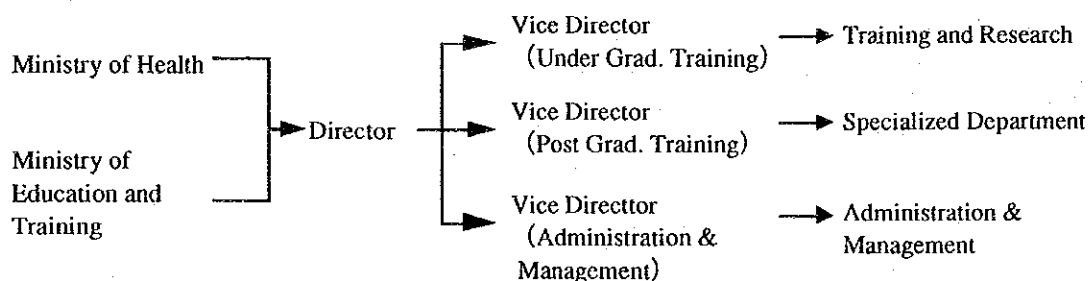 Ministry of Health
Ministry of
Education and
Training
Director
Vice Director
(Under Grad. Training)
Training and Research
Vice Director
(Post Grad. Training)
Specialized Department
Vice Directtor
(Administration &
Management)
Administration &
Management